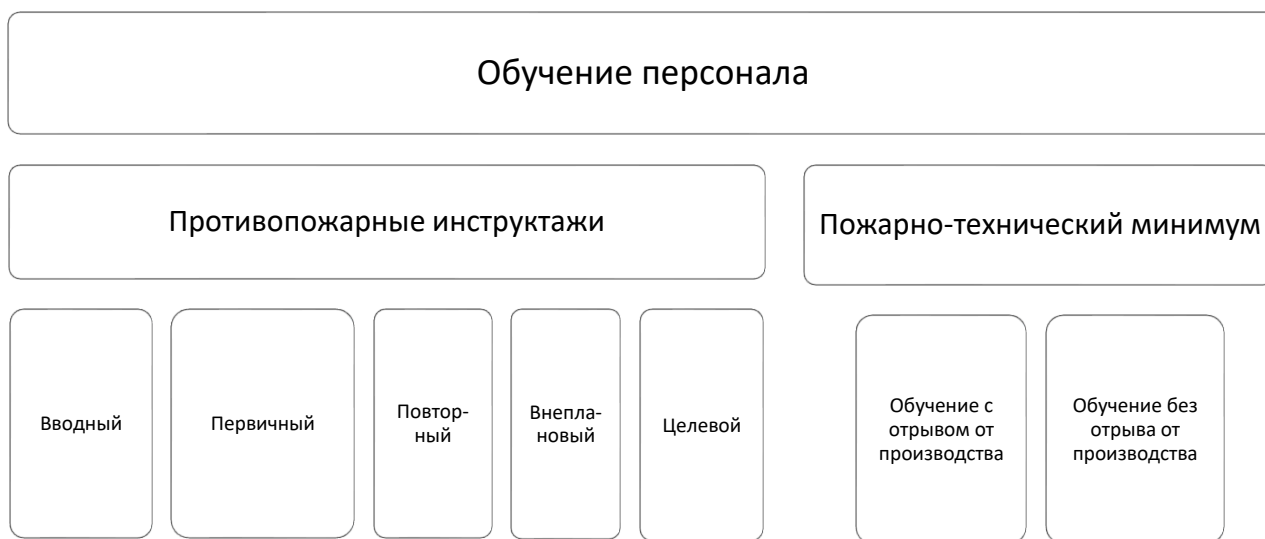 Обучение персонала
Противопожарные инструктажи
Пожарно-технический минимум
Вводный
Первичный
Повтор-
ный
Внепла-
новый
Целевой
Обучение с
отрывом от
производства
Обучение без
отрыва от
производства